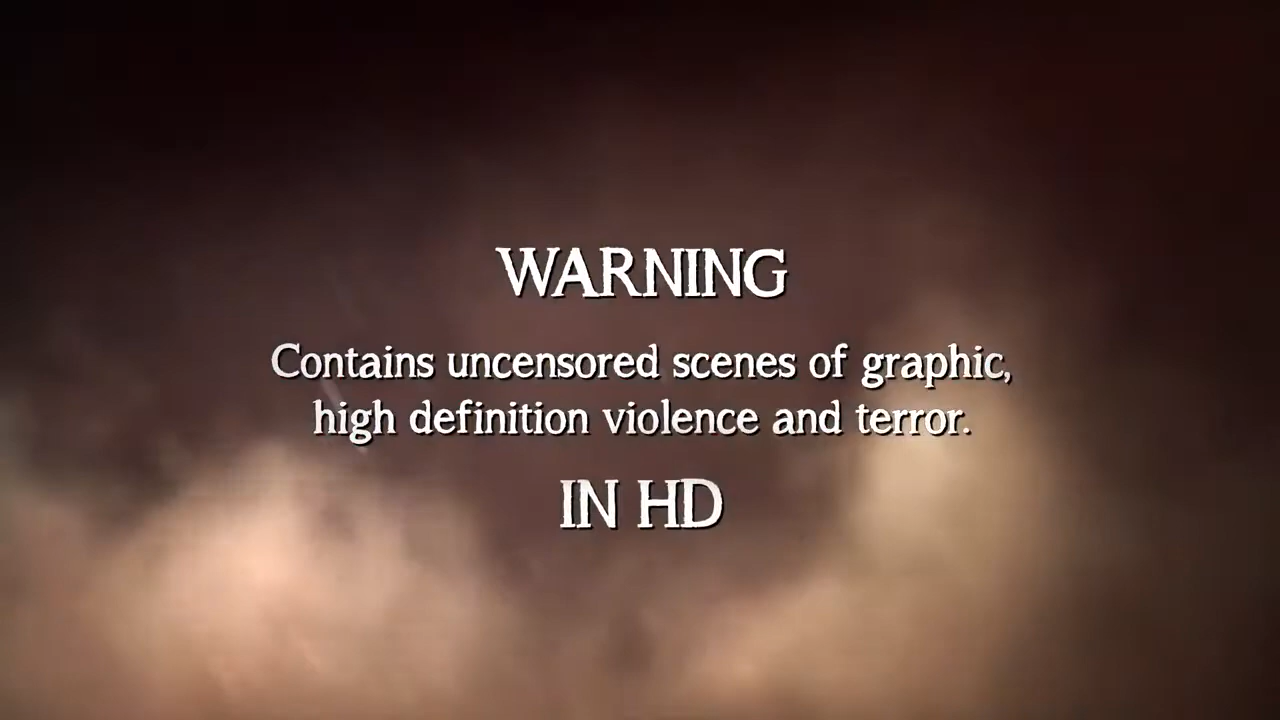 WARNING
Contains uncensored scenes of graphic,
high definition violence and terror.
IN HD